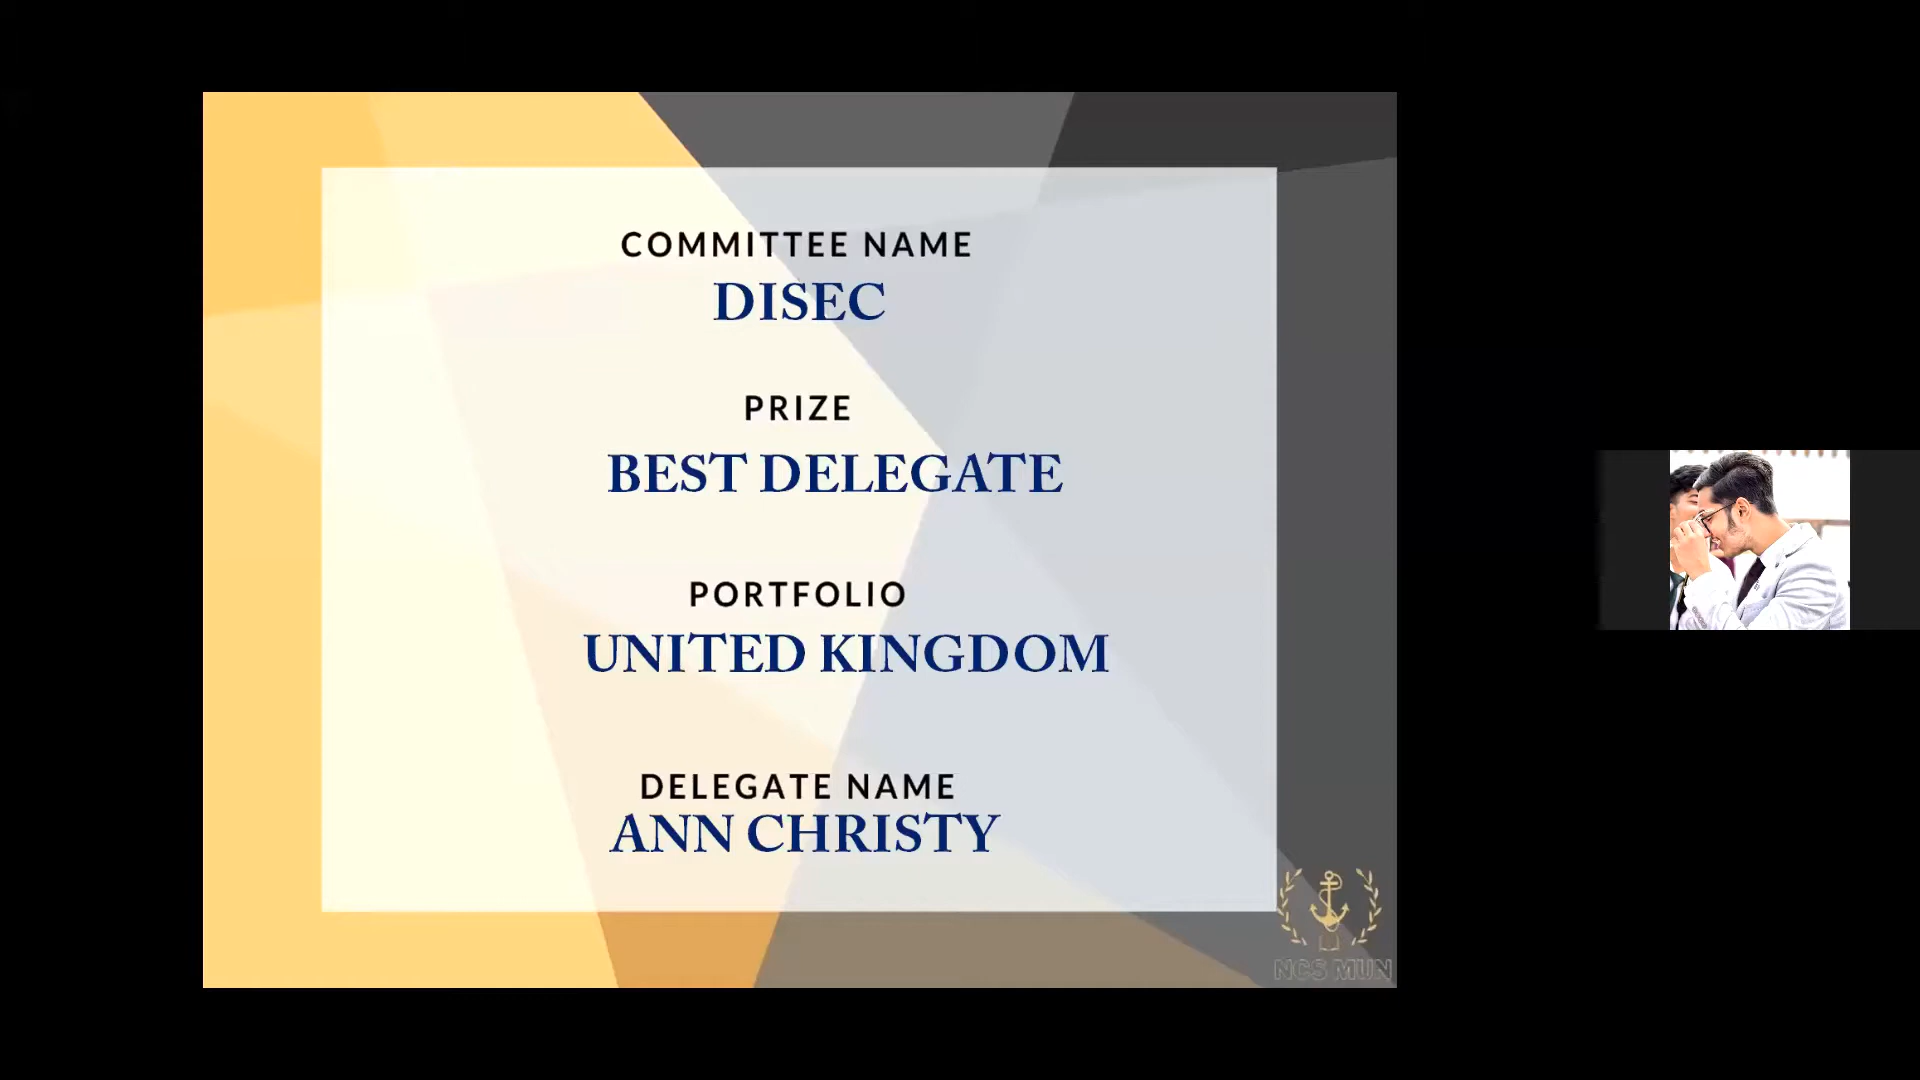 COMMITTEE NAME
DISEC
PRIZE
BEST DELEGATE
PORTFOLIO
UNITED KINGDOM
DELEGATE NAME
ANN CHRISTY
NCS MUN